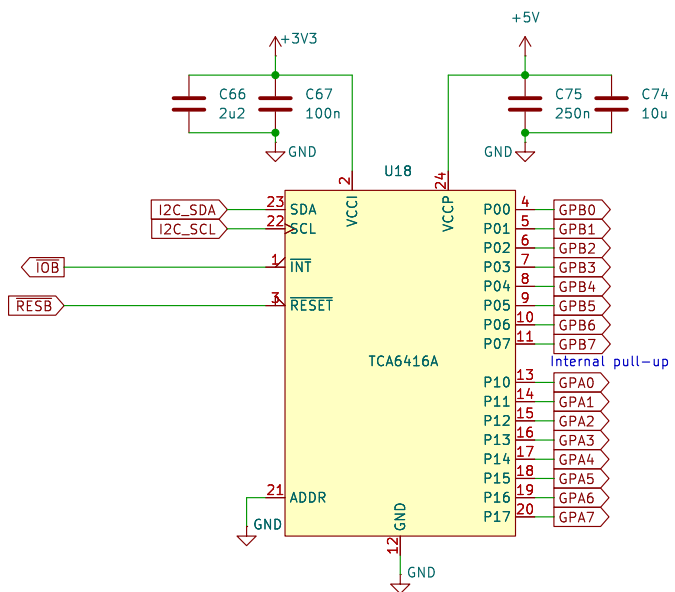 +5V
+3V3
C66
2u2
C67
100n
C75
250n
C74
10u
GND
GND
U18
2
VCCI
24
VCCP
I2C_SDA
23
SDA
I2C_SCL
22
SCL
IOB
1
INT
RESB
3
RESET
TCA6416A
21
ADDR
GND
GND
12
GND
P00
4
GPB0
P01
5
GPB1
P02
6
GPB2
P03
7
GPB3
P04
8
GPB4
P05
9
GPB5
P06
10
GPB6
P07
11
GPB7
Internal pull-up
P10
13
GPA0
P11
14
GPA1
P12
15
GPA2
P13
16
GPA3
P14
17
GPA4
P15
18
GPA5
P16
19
GPA6
P17
20
GPA7